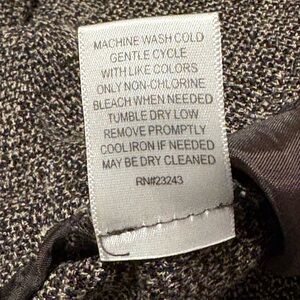 MACHINE WASH COLD
GENTLE CYCLE
WITH LIKE COLORS
ONLY NON-CHLORINE
BLEACH WHEN NEEDED
TUMBLE DRY LOW
REMOVE PROMPTLY
COOL IRON IF NEEDED
MAY BE DRY CLEANED
RN#23243